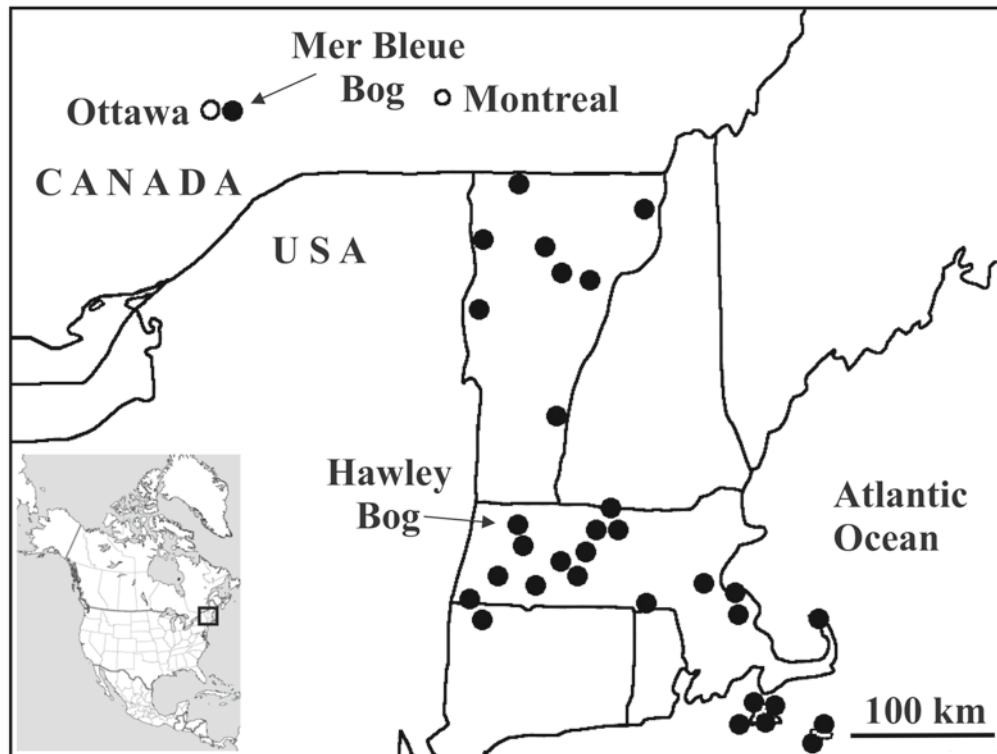 Mer Bleue
Bog
Ottawa
Montreal
CANADA
USA
Hawley
Bog
Atlantic
Ocean
100 km